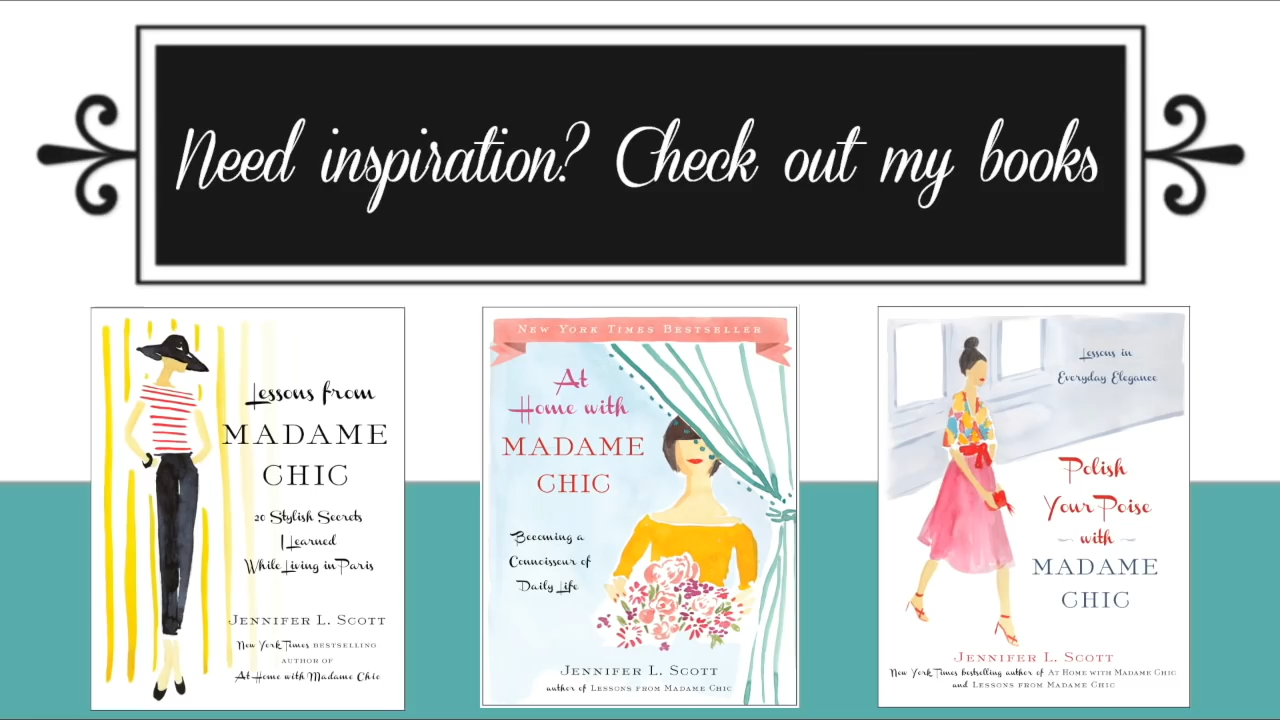 Need inspiration? Check out my books
Lessons from
MADAME
CHIC
20 Stylish Secrets
I Learned
While Living in Paris
JENNIFER L. SCOTT
New York Times BESTSELLING
AUTHOR OF
At Home with Madame Chic
NEW YORK TIMES BESTSELLER
At
Home with
MADAME
CHIC
Becoming a
Connoisseur of
Daily Life
JENNIFER L. SCOTT
author of LESSONS FROM MADAME CHIC
Lessons in
Everyday Elegance
Polish
Your Poise
with
MADAME
CHIC
JENNIFER L. SCOTT
New York Times bestselling author of AT HOME WITH MADAME CHIC
and LESSONS FROM MADAME CHIC